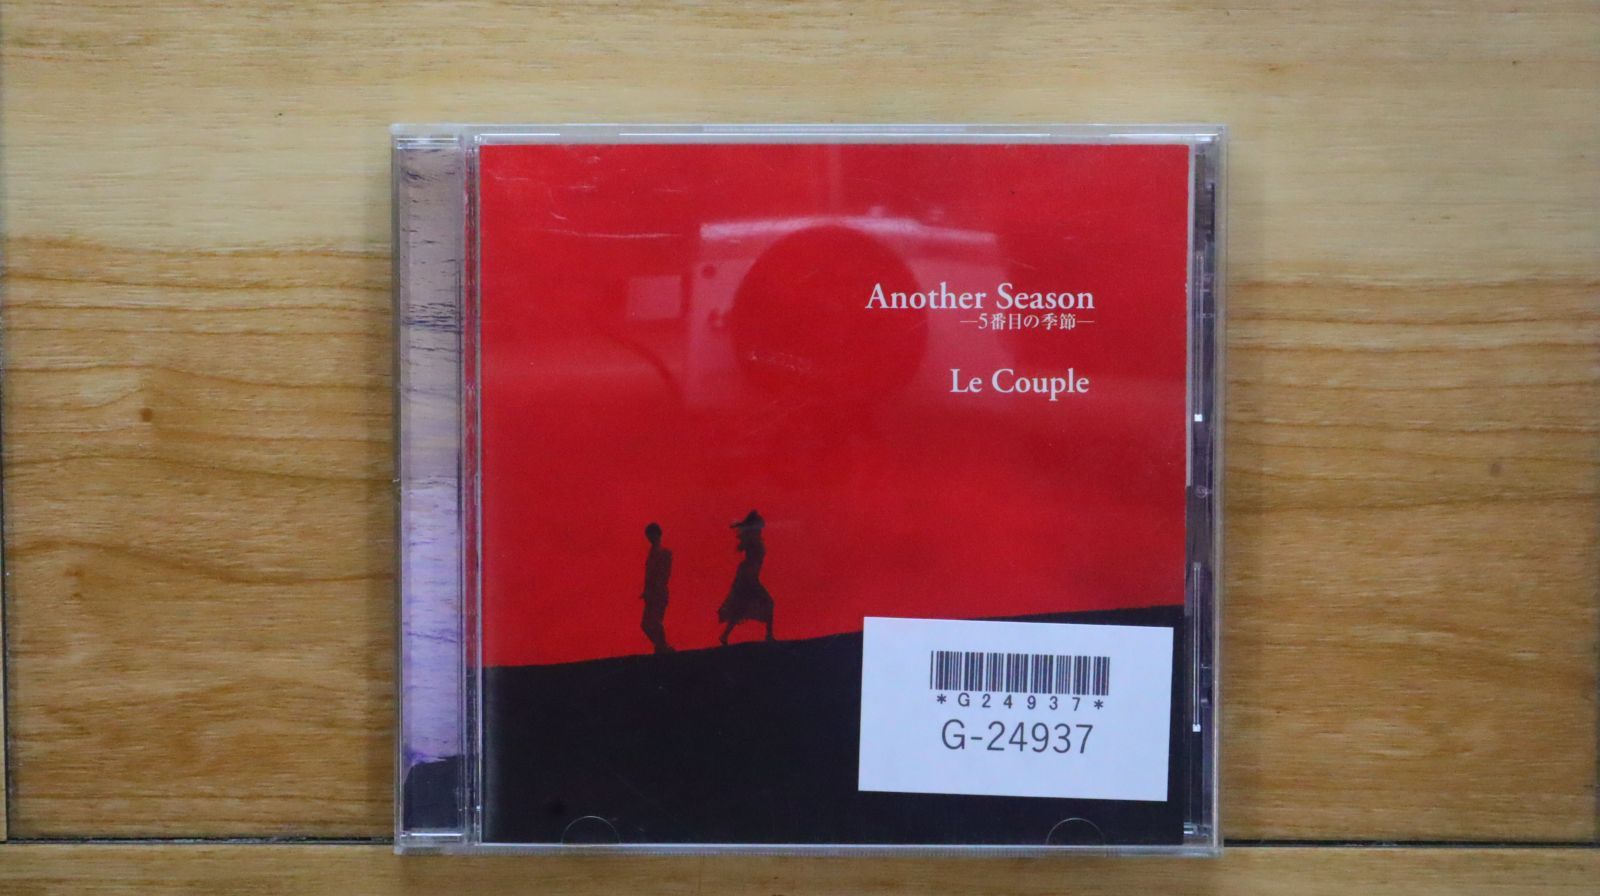 Another Season
—5番目の季節—
Le Couple
*G24937*
G-24937